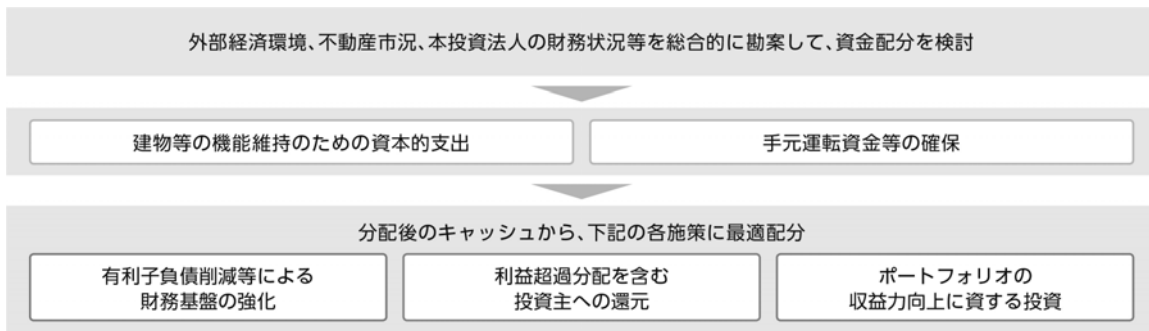 外部経済環境、不動産市況、本投資法人の財務状況等を総合的に勘案して、資金配分を検討
建物等の機能維持のための資本的支出
手元運転資金等の確保
分配後のキャッシュから、下記の各施策に最適配分
有利子負債削減等による
財務基盤の強化
利益超過分配を含む
投資主への還元
ポートフォリオの
収益力向上に資する投資